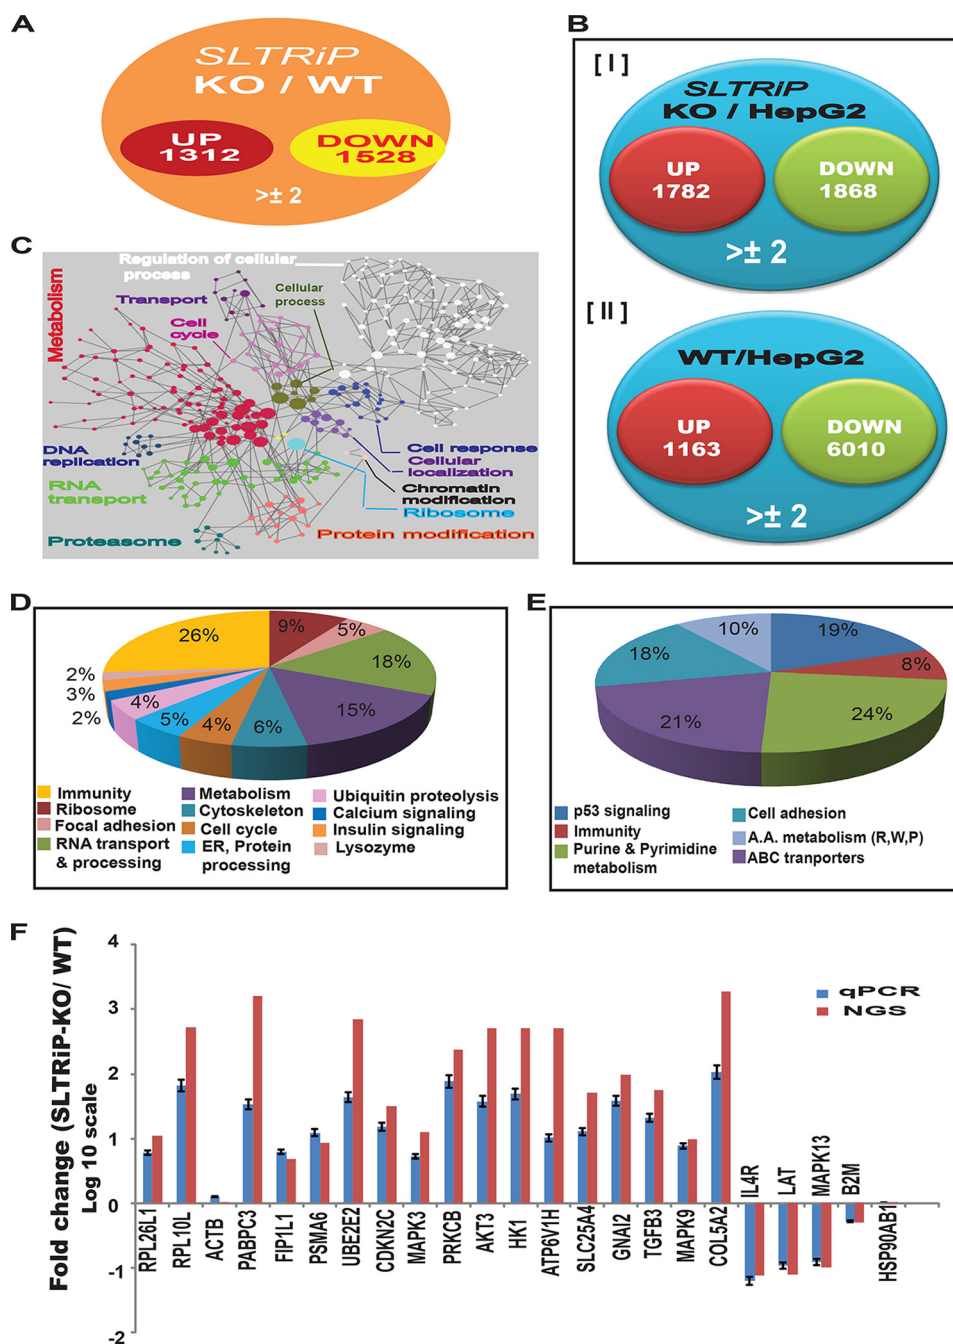 A
SLTRiP
KO / WT
UP
1312
DOWN
1528
>± 2
B
[ I ]
SLTRiP
KO / HepG2
UP
1782
DOWN
1868
>± 2
[ II ]
WT/HepG2
UP
1163
DOWN
6010
>± 2
C
Regulation of cellular
process
Metabolism
Transport
Cellular
process
Cell
cycle
DNA
replication
RNA
transport
Proteasome
Cell response
Cellular
localization
Chromatin
modification
Ribosome
Protein modification
D
26%
9%
5%
18%
15%
6%
4%
5%
4%
2%
3%
2%
Immunity
Ribosome
Focal adhesion
RNA transport
& processing
Metabolism
Cytoskeleton
Cell cycle
ER, Protein
processing
Ubiquitin proteolysis
Calcium signaling
Insulin signaling
Lysozyme
E
10%
19%
8%
24%
21%
18%
p53 signaling
Immunity
Purine & Pyrimidine
metabolism
Cell adhesion
A.A. metabolism (R,W,P)
ABC tranporters
F
Fold change (SLTRiP-KO/ WT)
Log 10 scale
4
3
2
1
0
-1
-2
qPCR
NGS
RPL26L1
RPL10L
ACTB
PABPC3
FIP1L1
PSMA6
UBE2E2
CDKN2C
MAPK3
PRKCB
AKT3
HK1
ATP6V1H
SLC25A4
GNAI2
TGFB3
MAPK9
COL5A2
IL4R
LAT
MAPK13
B2M
HSP90AB1